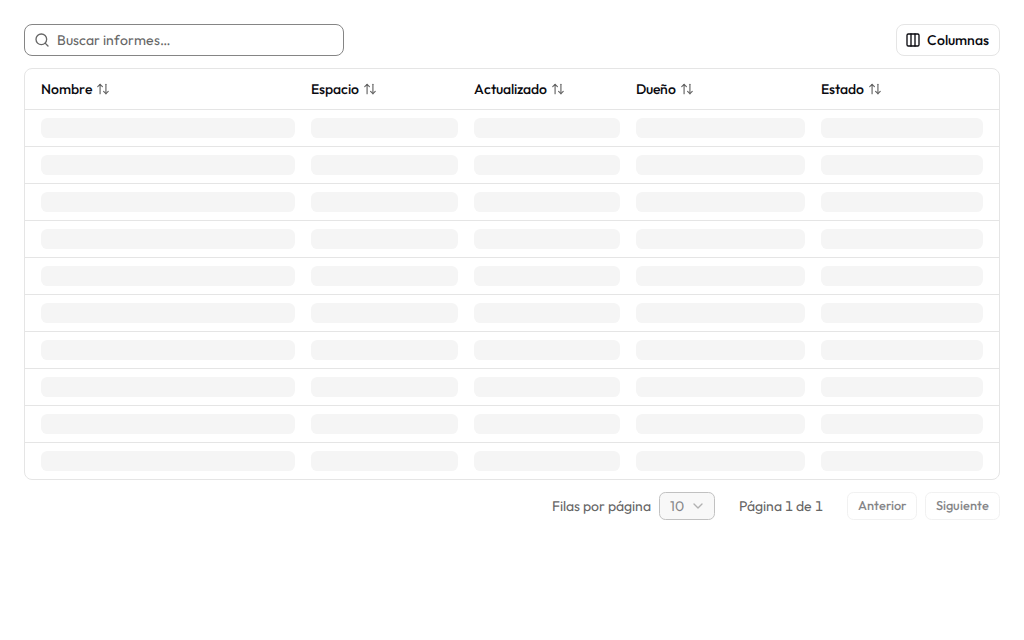 Buscar informes…
Columnas
Nombre
Espacio
Actualizado
Dueño
Estado
Filas por página
10
Página 1 de 1
Anterior
Siguiente